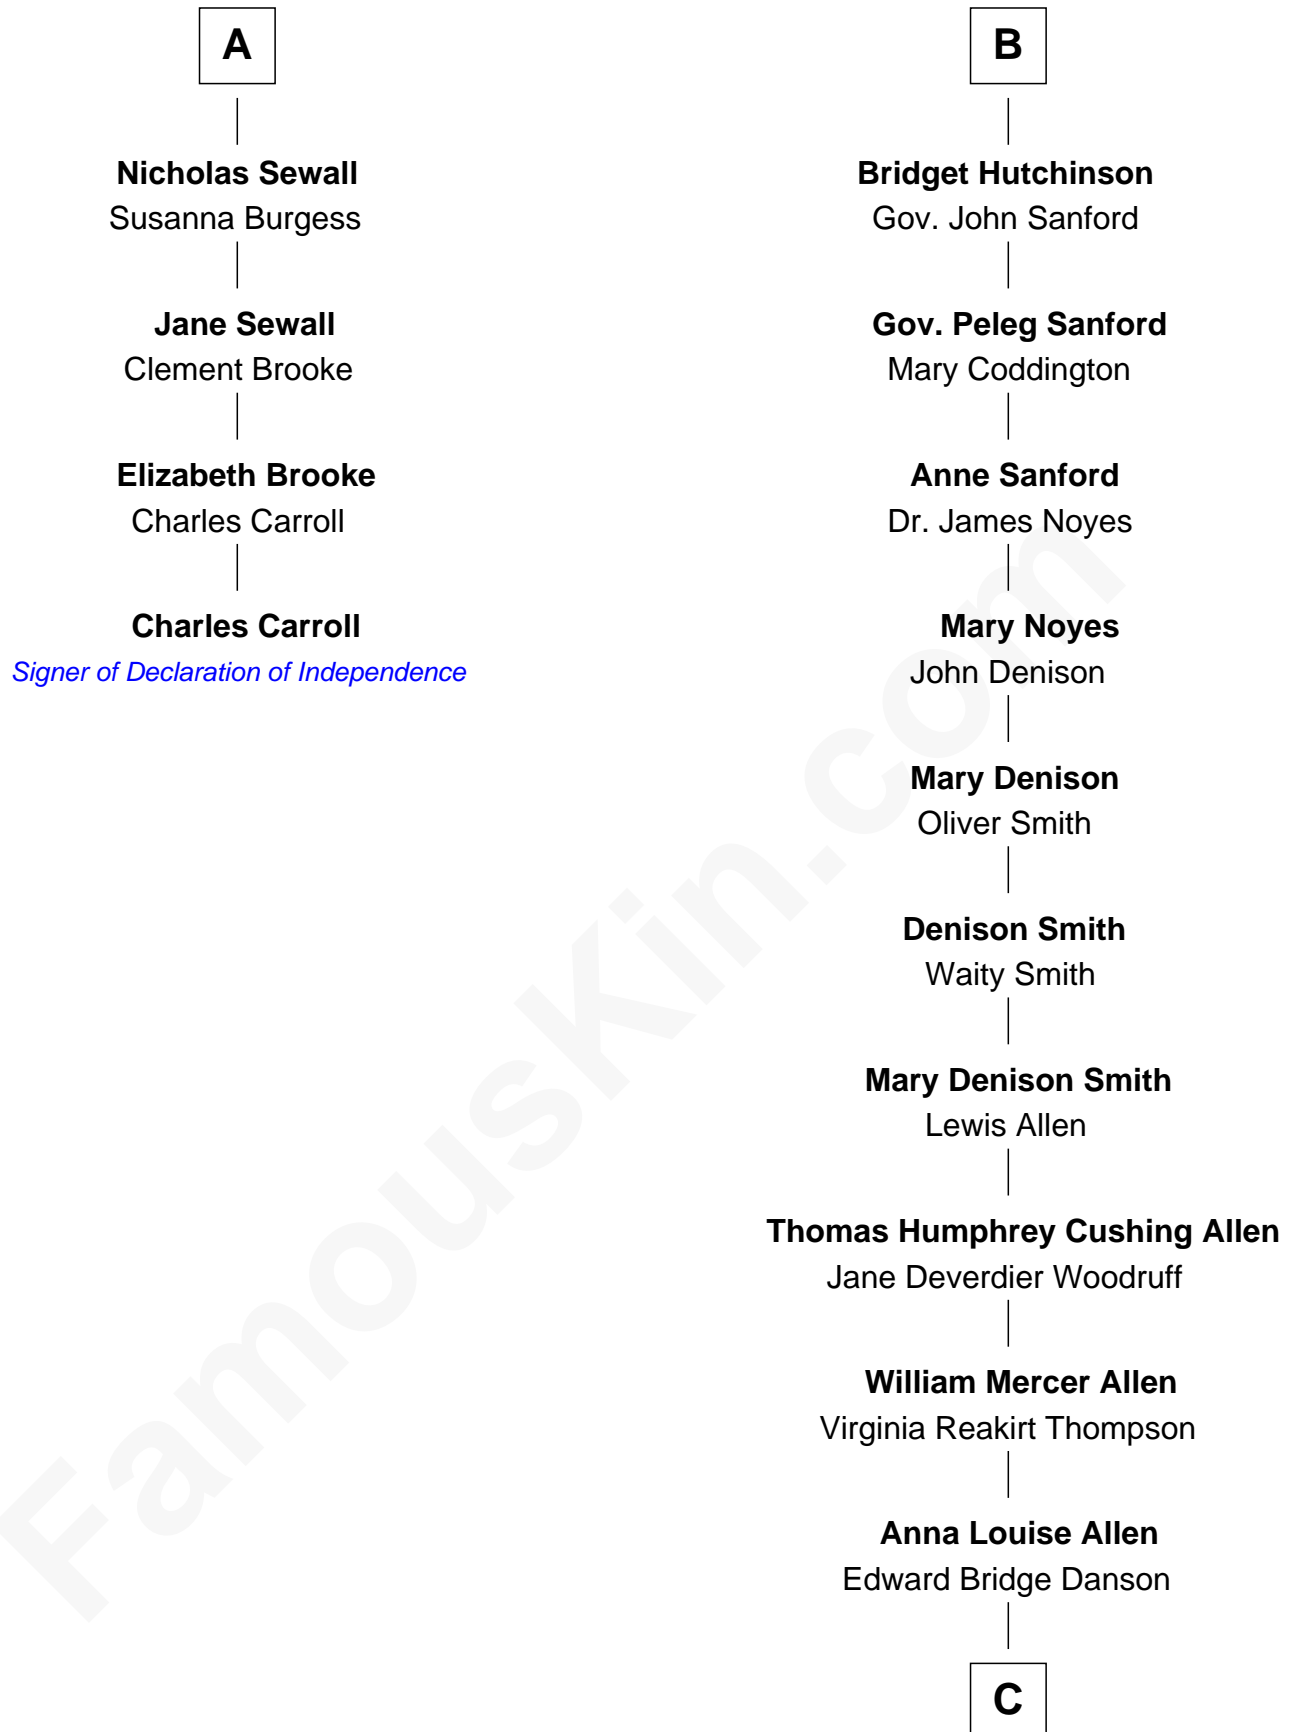 A
Nicholas Sewall
Susanna Burgess
Jane Sewall
Clement Brooke
Elizabeth Brooke
Charles Carroll
Charles Carroll
Signer of Declaration of Independence
B
Bridget Hutchinson
Gov. John Sanford
Gov. Peleg Sanford
Mary Coddington
Anne Sanford
Dr. James Noyes
Mary Noyes
John Denison
Mary Denison
Oliver Smith
Denison Smith
Waity Smith
Mary Denison Smith
Lewis Allen
Thomas Humphrey Cushing Allen
Jane Deverdier Woodruff
William Mercer Allen
Virginia Reakirt Thompson
Anna Louise Allen
Edward Bridge Danson
C
FamousKin.com